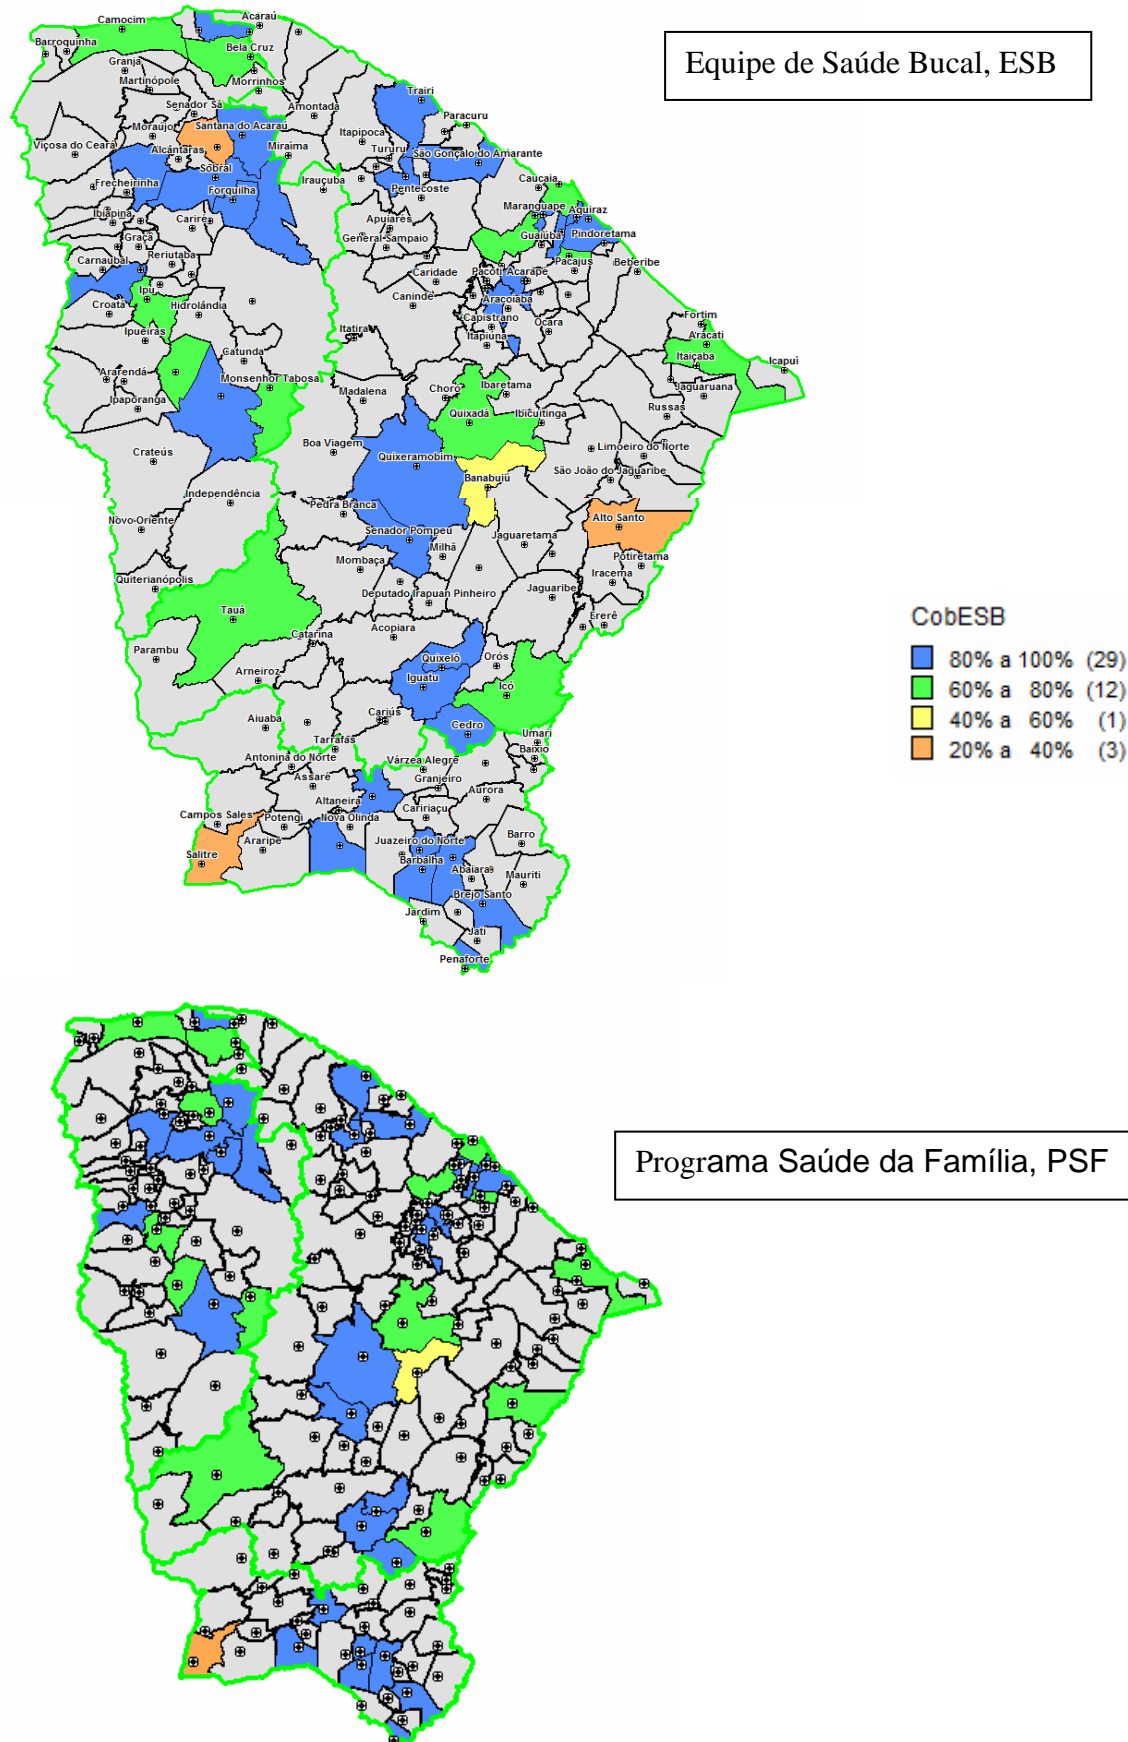 Acaraú
Camocim
Equipe de Saúde Bucal, ESB
Barroquinha
Bela Cruz
Granja
Martinópole
Morrinhos
Trairi
Senador Sá
Amontada
Paracuru
Moraujo
Santana do Acaraú
Itapipoca
Viçosa do Ceará
Alcântaras
Miraima
Tururu
São Gonçalo do Amarante
Sobral
Irauçuba
Caucaia
Frecheirinha
Forquilha
Pentecoste
Maranguape
Aquiraz
Ibiapina
Cariré
Apuiarés
Pindoretama
Graça
General Sampaio
Guaiúba
Carnaubal
Reriutaba
Caridade
Pacoti
Acarape
Pacajus
Beberibe
Ipu
Croatá
Hidrolândia
Canindé
Aracoiaba
Capistrano
Ocara
Fortim
Ipueiras
Itatira
Itapiúna
Aracati
Catunda
Itaiçaba
Icapuí
Ararendá
Monsenhor Tabosa
Madalena
Choró
Ibaretama
Jaguaruana
Ipaporanga
Quixadá
Ibicuitinga
Russas
Crateús
Boa Viagem
Quixeramobim
Limoeiro do Norte
São João do Jaguaribe
Banabuiú
Independência
Pedra Branca
Novo Oriente
Senador Pompeu
Alto Santo
Milhã
Jaguaretama
Mombaça
Potiretama
Quiterianópolis
Deputado Irapuan Pinheiro
Jaguaribe
Iracema
Tauá
Ererê
CobESB
Acopiara
Catarina
Parambu
Quixelô
Orós
80% a 100% (29)
Arneiroz
Iguatu
Icó
60% a 80% (12)
Aiuaba
Cariús
Cedro
40% a 60% (1)
Tarrafas
Umari
Baixio
20% a 40% (3)
Antonina do Norte
Várzea Alegre
Assaré
Granjeiro
Aurora
Altaneira
Caririaçu
Campos Sales
Potengi
Nova Olinda
Juazeiro do Norte
Barro
Araripe
Salitre
Barbalha
Abaiara
Mauriti
Brejo Santo
Jardim
Jati
Penaforte
Programa Saúde da Família, PSF